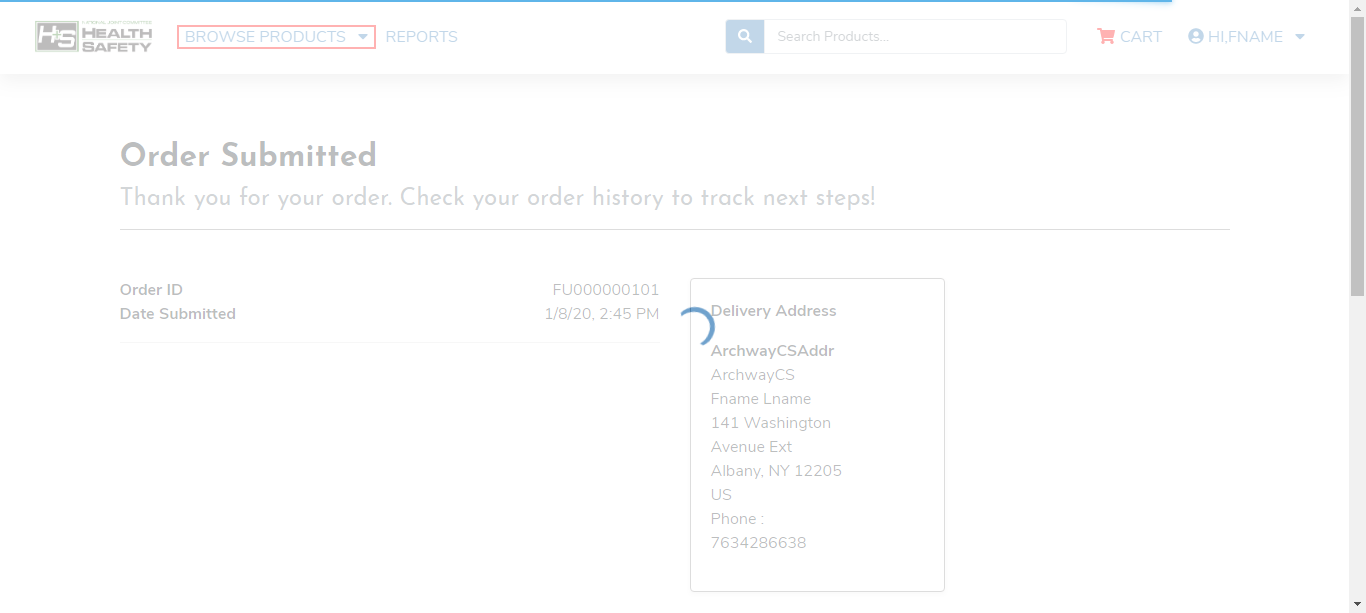 H+S HEALTH
SAFETY
BROWSE PRODUCTS
REPORTS
Search Products...
CART
HI,FNAME
Order Submitted
Thank you for your order. Check your order history to track next steps!
Order ID FU000000101
Date Submitted 1/8/20, 2:45 PM
Delivery Address
ArchwayCSAddr
ArchwayCS
Fname Lname
141 Washington
Avenue Ext
Albany, NY 12205
US
Phone :
7634286638